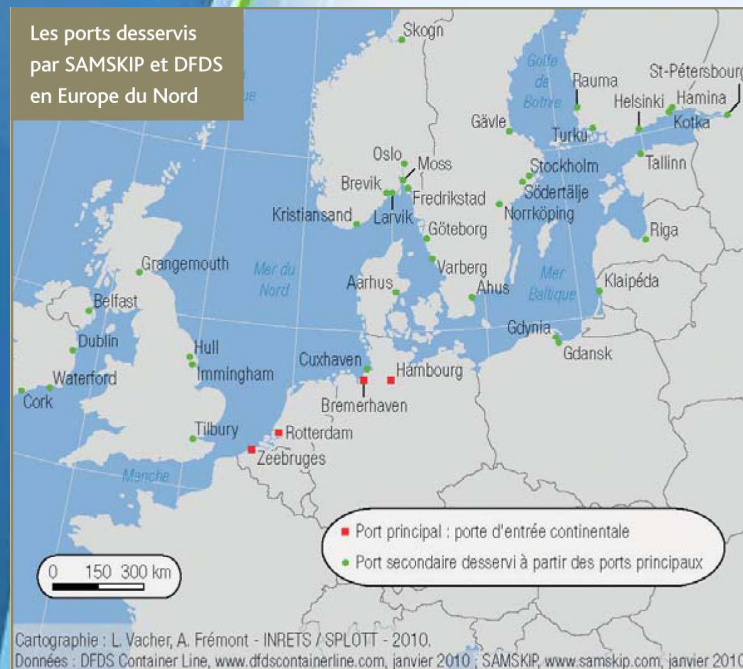 Les ports desservis
par SAMSKIP et DFDS
en Europe du Nord
Skogn
Golfe
de
Botnie
Rauma
St-Pétersbourg
Helsinki
Hamina
Kotka
Gävle
Turku
Tallinn
Oslo
Moss
Stockholm
Södertälje
Brevik
Fredrikstad
Norrköping
Larvik
Kristiansand
Göteborg
Riga
Grangemouth
Mer du
Nord
Varberg
Aarhus
Ahus
Mer
Baltique
Klaipéda
Belfast
Dublin
Hull
Immingham
Gdynia
Gdansk
Cuxhaven
Hambourg
Waterford
Cork
Bremerhaven
Tilbury
Rotterdam
Zeebruges
Manche
Port principal : porte d'entrée continentale
Port secondaire desservi à partir des ports principaux
0 150 300 km
Cartographie : L. Vacher, A. Frémont - INRETS / SPLOTT - 2010.
Données : DFDS Container Line, www.dfdscontainerline.com, janvier 2010 ; SAMSKIP, www.samskip.com, janvier 2010